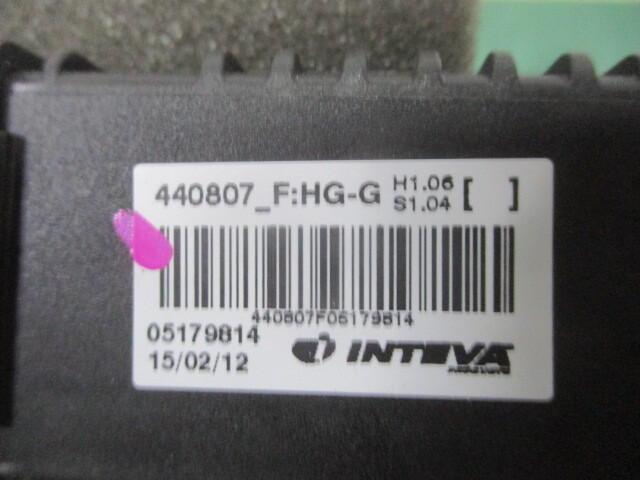 440807_F:HG-G H1.06 [ ]
S1.04
440807F05179814
05179814
15/02/12
INTEVA